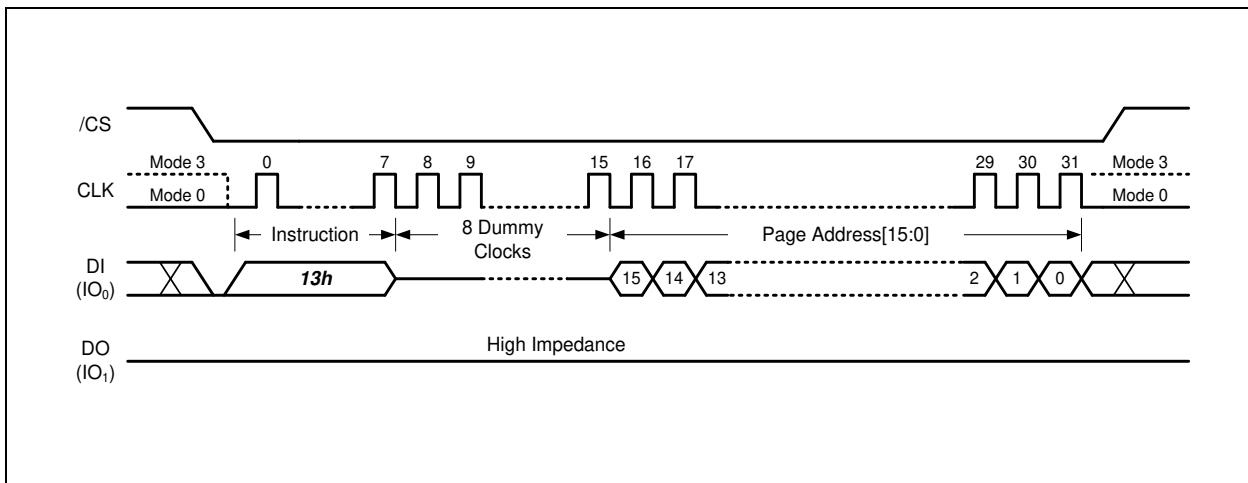 /CS
Mode 3 0 7 8 9 15 16 17 29 30 31 Mode 3
CLK
Mode 0 Mode 0
Instruction 8 Dummy Clocks Page Address[15:0]
DI
(IO0)
13h 15 14 13 2 1 0
High Impedance
DO
(IO1)